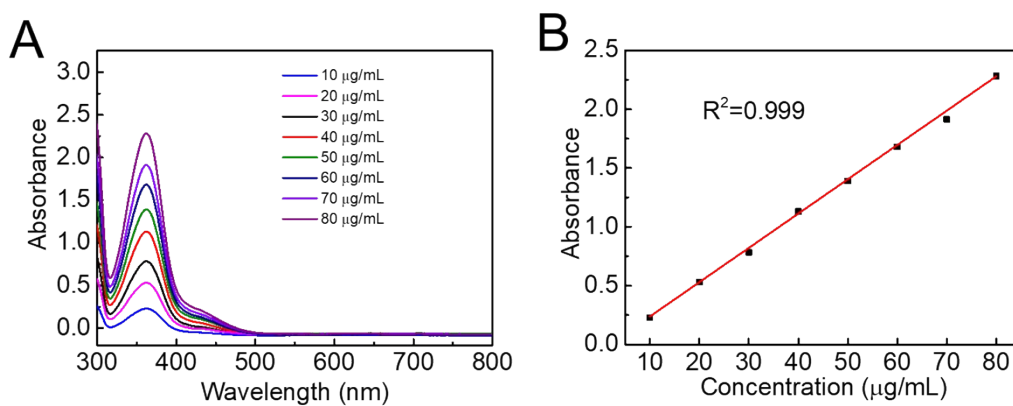 A
Absorbance
3.0
2.5
2.0
1.5
1.0
0.5
0.0
10 μg/mL
20 μg/mL
30 μg/mL
40 μg/mL
50 μg/mL
60 μg/mL
70 μg/mL
80 μg/mL
300 400 500 600 700 800
Wavelength (nm)
B
Absorbance
2.5
2.0
1.5
1.0
0.5
0.0
R²=0.999
10 20 30 40 50 60 70 80
Concentration (μg/mL)